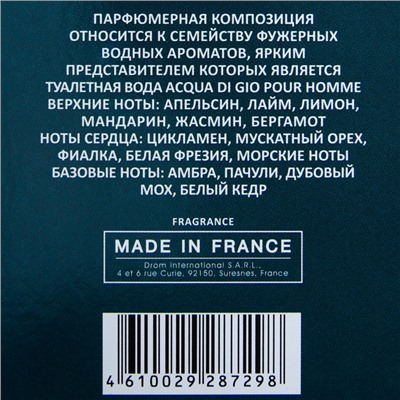 ПАРФЮМЕРНАЯ КОМПОЗИЦИЯ
ОТНОСИТСЯ К СЕМЕЙСТВУ ФУЖЕРНЫХ
ВОДНЫХ АРОМАТОВ, ЯРКИМ
ПРЕДСТАВИТЕЛЕМ КОТОРЫХ ЯВЛЯЕТСЯ
ТУАЛЕТНАЯ ВОДА ACQUA DI GIO POUR HOMME
ВЕРХНИЕ НОТЫ: АПЕЛЬСИН, ЛАЙМ, ЛИМОН,
МАНДАРИН, ЖАСМИН, БЕРГАМОТ
НОТЫ СЕРДЦА: ЦИКЛАМЕН, МУСКАТНЫЙ ОРЕХ,
ФИАЛКА, БЕЛАЯ ФРЕЗИЯ, МОРСКИЕ НОТЫ
БАЗОВЫЕ НОТЫ: АМБРА, ПАЧУЛИ, ДУБОВЫЙ
МОХ, БЕЛЫЙ КЕДР
FRAGRANCE
MADE IN FRANCE
Drom International S.A.R.L.,
4 et 6 rue Curie, 92150, Suresnes, France
4 610029 287298